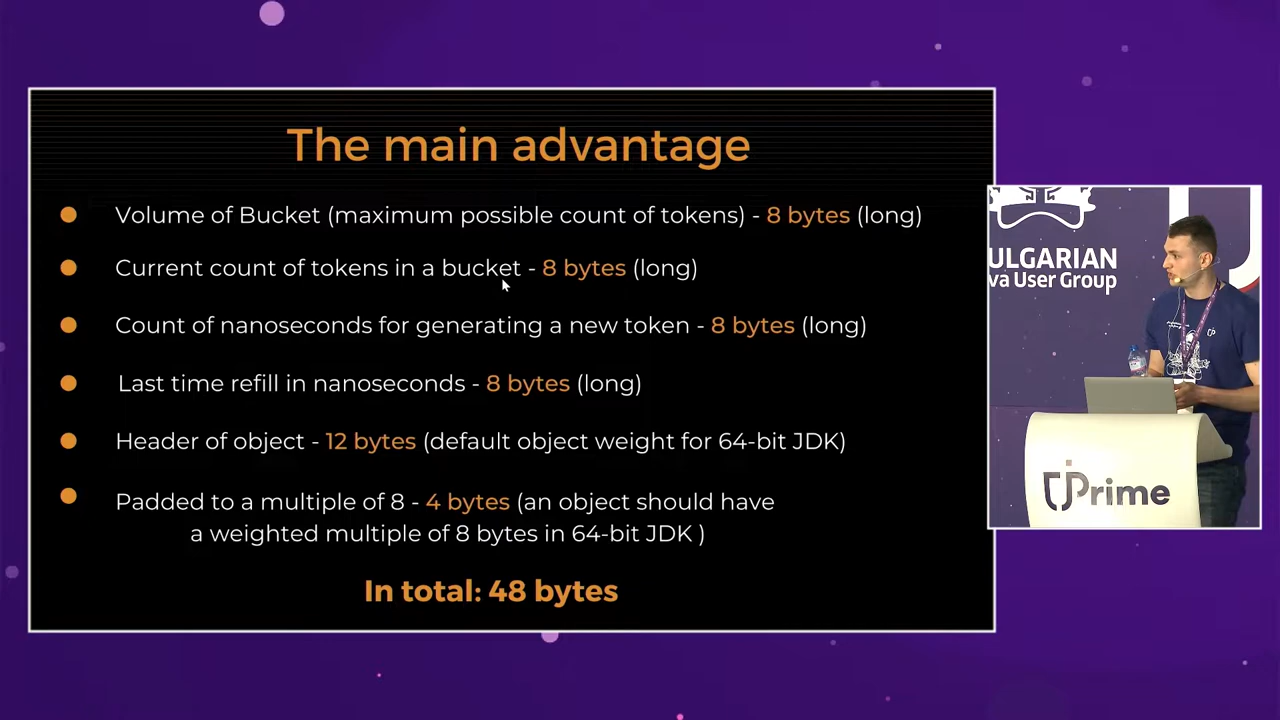 The main advantage
Volume of Bucket (maximum possible count of tokens) - 8 bytes (long)
Current count of tokens in a bucket - 8 bytes (long)
Count of nanoseconds for generating a new token - 8 bytes (long)
Last time refill in nanoseconds - 8 bytes (long)
Header of object - 12 bytes (default object weight for 64-bit JDK)
Padded to a multiple of 8 - 4 bytes (an object should have
a weighted multiple of 8 bytes in 64-bit JDK )
In total: 48 bytes
ULGARIAN
va User Group
jPrime